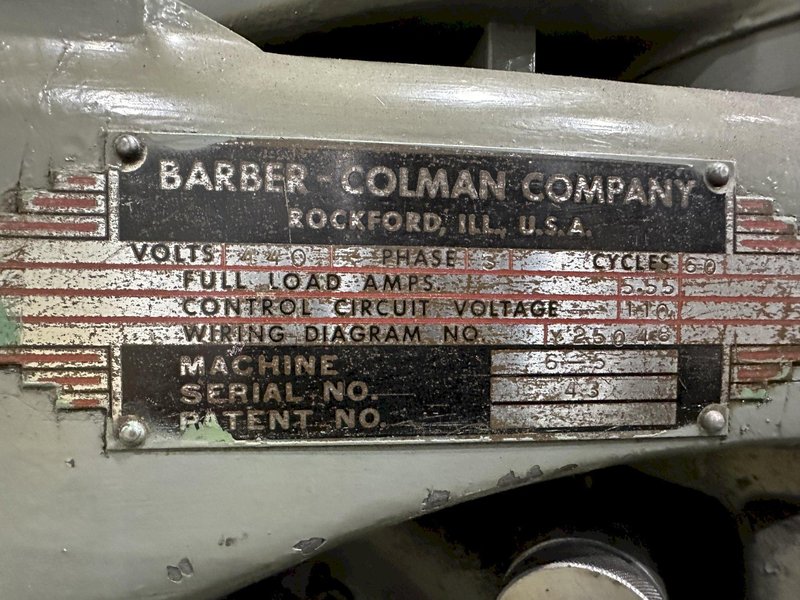 BARBER-COLMAN COMPANY
ROCKFORD, ILL., U.S.A.
VOLTS 440 PHASE 3 CYCLES 60
FULL LOAD AMPS. 5.55
CONTROL CIRCUIT VOLTAGE 110
WIRING DIAGRAM NO.
MACHINE
SERIAL NO. 43
PATENT NO.